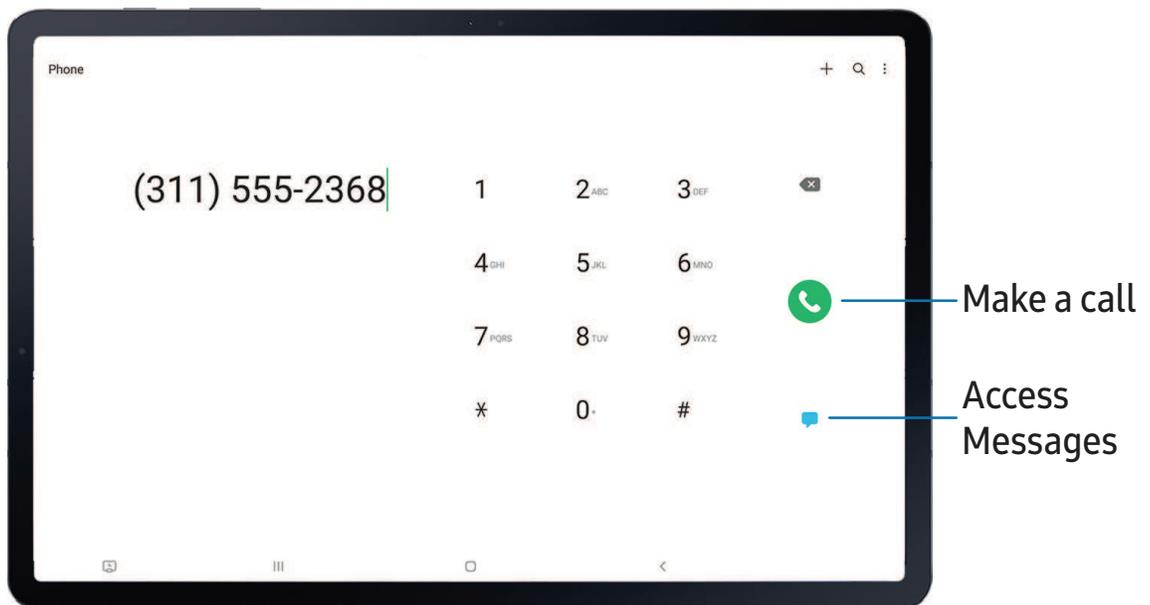 Phone
(311) 555-2368
1 2 ABC 3 DEF
4 GHI 5 JKL 6 MNO
Make a call
7 PQRS 8 TUV 9 WXYZ
* 0 + #
Access
Messages